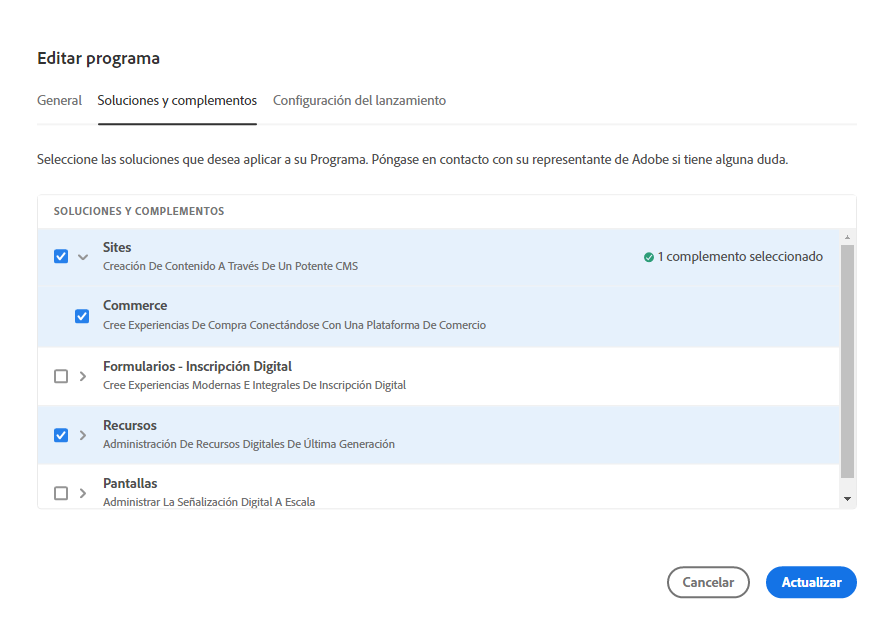 Editar programa
General Soluciones y complementos Configuración del lanzamiento
Seleccione las soluciones que desea aplicar a su Programa. Póngase en contacto con su representante de Adobe si tiene alguna duda.
SOLUCIONES Y COMPLEMENTOS
Sites
Creación De Contenido A Través De Un Potente CMS
1 complemento seleccionado
Commerce
Cree Experiencias De Compra Conectándose Con Una Plataforma De Comercio
Formularios - Inscripción Digital
Cree Experiencias Modernas E Integrales De Inscripción Digital
Recursos
Administración De Recursos Digitales De Última Generación
Pantallas
Administrar La Señalización Digital A Escala
Cancelar Actualizar